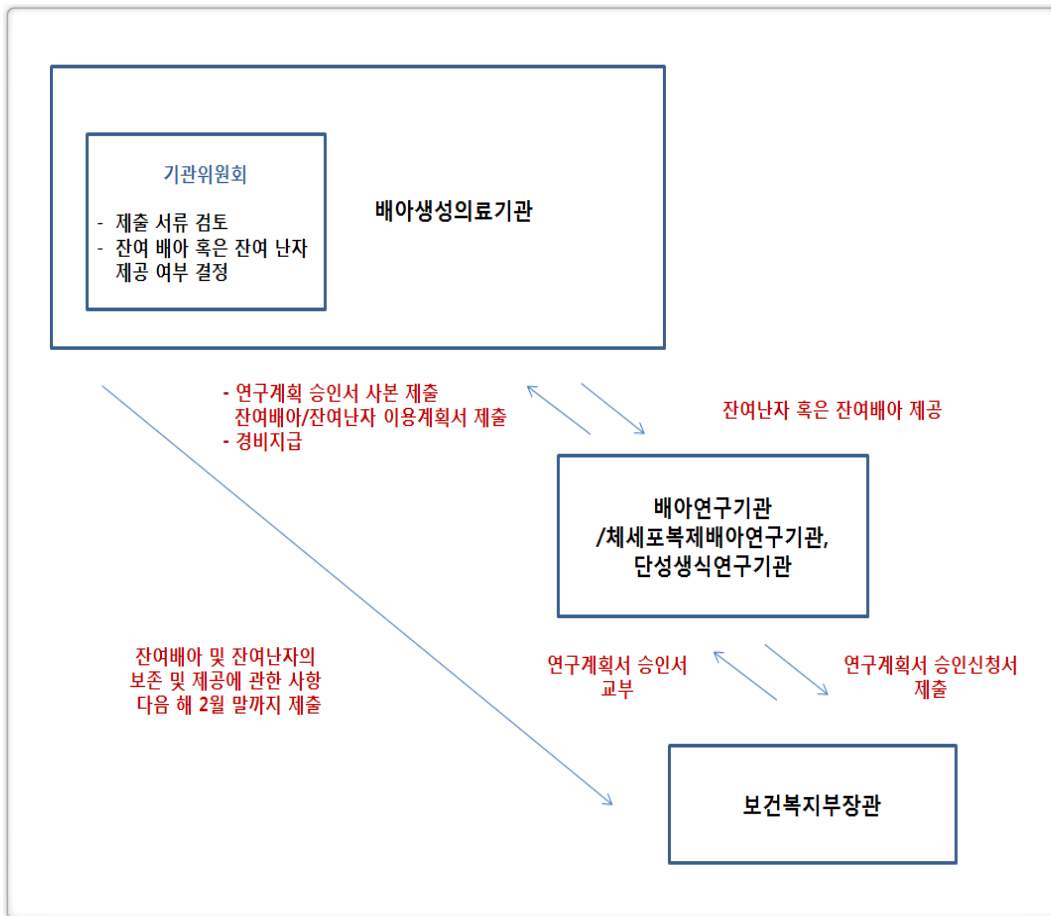 기관위원회
- 제출 서류 검토
- 잔여 배아 혹은 잔여 난자
제공 여부 결정
배아생성의료기관
- 연구계획 승인서 사본 제출
잔여배아/잔여난자 이용계획서 제출
- 경비지급
잔여난자 혹은 잔여배아 제공
배아연구기관
/체세포복제배아연구기관,
단성생식연구기관
잔여배아 및 잔여난자의
보존 및 제공에 관한 사항
다음 해 2월 말까지 제출
연구계획서 승인서
교부
연구계획서 승인신청서
제출
보건복지부장관